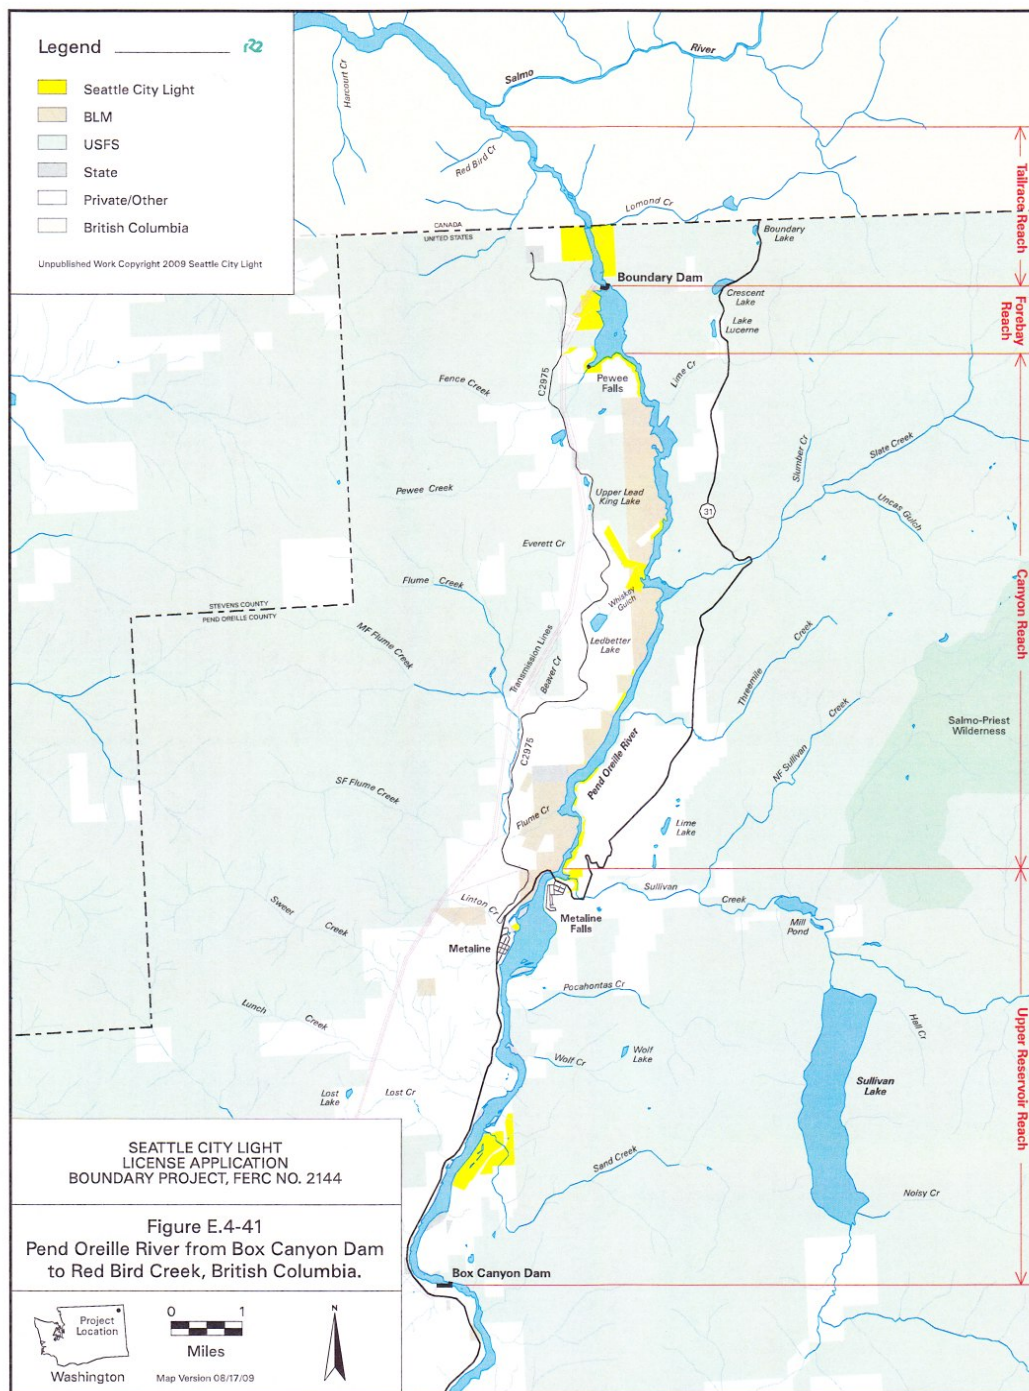 Legend
R2
Seattle City Light
BLM
USFS
State
Private/Other
British Columbia
Unpublished Work Copyright 2009 Seattle City Light
Harcourt Cr
Salmo
River
Red Bird Cr
Lomond Cr
CANADA
UNITED STATES
Boundary
Lake
Boundary Dam
Crescent
Lake
Lake
Lucerne
Tailrace Reach
Forebay
Reach
Pewee
Falls
Lime Cr
C2975
Fence Creek
Slumber Cr
Slate Creek
Pewee Creek
Upper Lead
King Lake
31
Uncas Gulch
Everett Cr
Flume Creek
Whiskey
Gulch
STEVENS COUNTY
PEND OREILLE COUNTY
MF Flume Creek
Transmission Lines
Beaver Cr
Ledbetter
Lake
Threemile
Creek
Canyon Reach
NF Sullivan
Creek
Salmo-Priest
Wilderness
C2975
Pend Oreille River
SF Flume Creek
Flume Cr
Lime
Lake
Sullivan
Creek
Sweet
Creek
Linton Cr
Metaline
Falls
Mill
Pond
Metaline
Pocahontas Cr
Lunch
Creek
Hall Cr
Wolf Cr
Wolf
Lake
Sullivan
Lake
Upper Reservoir Reach
Lost
Lake
Lost Cr
Sand Creek
Noisy Cr
Box Canyon Dam
SEATTLE CITY LIGHT
LICENSE APPLICATION
BOUNDARY PROJECT, FERC NO. 2144
Figure E.4-41
Pend Oreille River from Box Canyon Dam
to Red Bird Creek, British Columbia.
Project
Location
Washington
0 1
Miles
Map Version 08/17/09
N